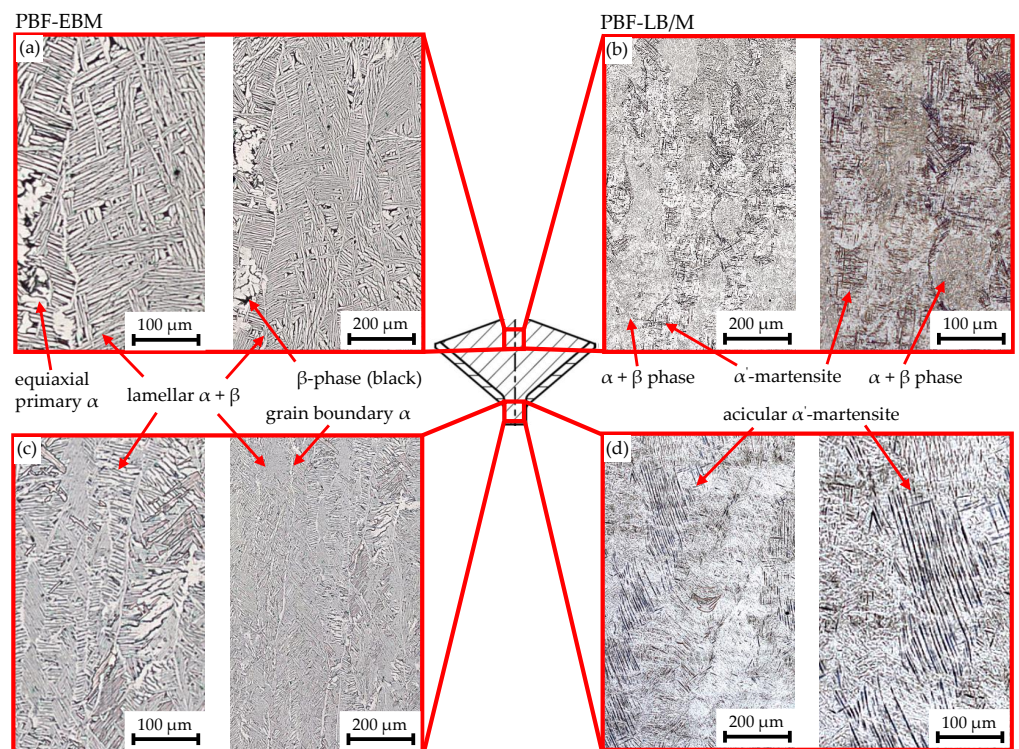 PBF-EBM
PBF-LB/M
(a)
(b)
100 µm
200 µm
200 µm
100 µm
equiaxial
primary α
lamellar α + β
β-phase (black)
grain boundary α
α + β phase
α'-martensite
α + β phase
acicular α'-martensite
(c)
(d)
100 µm
200 µm
200 µm
100 µm